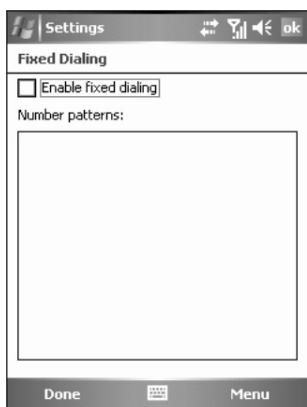 Settings ok
Fixed Dialing
Enable fixed dialing
Number patterns:
Done Menu